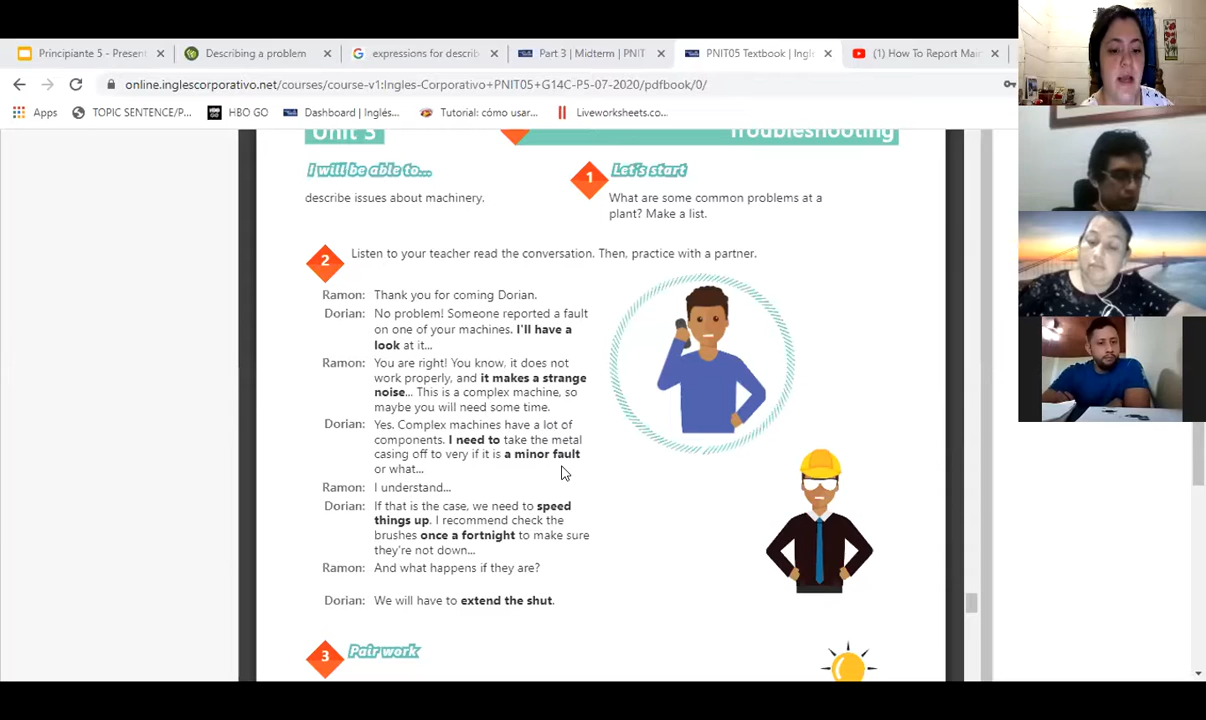 Principiante 5 - Present
Describing a problem
expressions for describ
Part 3 | Midterm | PNIT
PNIT05 Textbook | Ingle
(1) How To Report Mai
online.inglescorporativo.net/courses/course-v1:Ingles-Corporativo+PNIT05+G14C-P5-07-2020/pdfbook/0/
Apps
TOPIC SENTENCE/P...
HBO GO
Dashboard | Inglés...
Tutorial: cómo usar...
Liveworksheets.co...
Unit 3
Troubleshooting
I will be able to...
describe issues about machinery.
1
Let's start
What are some common problems at a
plant? Make a list.
2
Listen to your teacher read the conversation. Then, practice with a partner.
Ramon: Thank you for coming Dorian.
Dorian: No problem! Someone reported a fault
on one of your machines. I'll have a
look at it...
Ramon: You are right! You know, it does not
work properly, and it makes a strange
noise... This is a complex machine, so
maybe you will need some time.
Dorian: Yes. Complex machines have a lot of
components. I need to take the metal
casing off to very if it is a minor fault
or what...
Ramon: I understand...
Dorian: If that is the case, we need to speed
things up. I recommend check the
brushes once a fortnight to make sure
they're not down...
Ramon: And what happens if they are?
Dorian: We will have to extend the shut.
3
Pair work